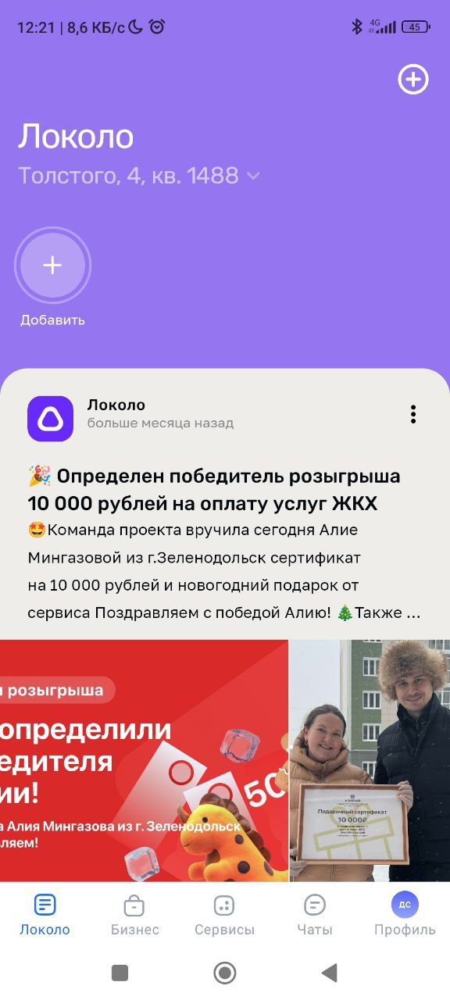 12:21 | 8,6 КБ/с
4G
45
Локоло
Толстого, 4, кв. 1488
Добавить
Локоло
больше месяца назад
🎉 Определен победитель розыгрыша
10 000 рублей на оплату услуг ЖКХ
🤩Команда проекта вручила сегодня Алие
Мингазовой из г.Зеленодольск сертификат
на 10 000 рублей и новогодний подарок от
сервиса Поздравляем с победой Алию! 🎄Также ...
и розыгрыша
определили
едителя
ии!
а Алия Мингазова из г. Зеленодольск
ляем!
50
Подарочный сертификат
10 000₽
Локоло
Бизнес
Сервисы
Чаты
ДС
Профиль